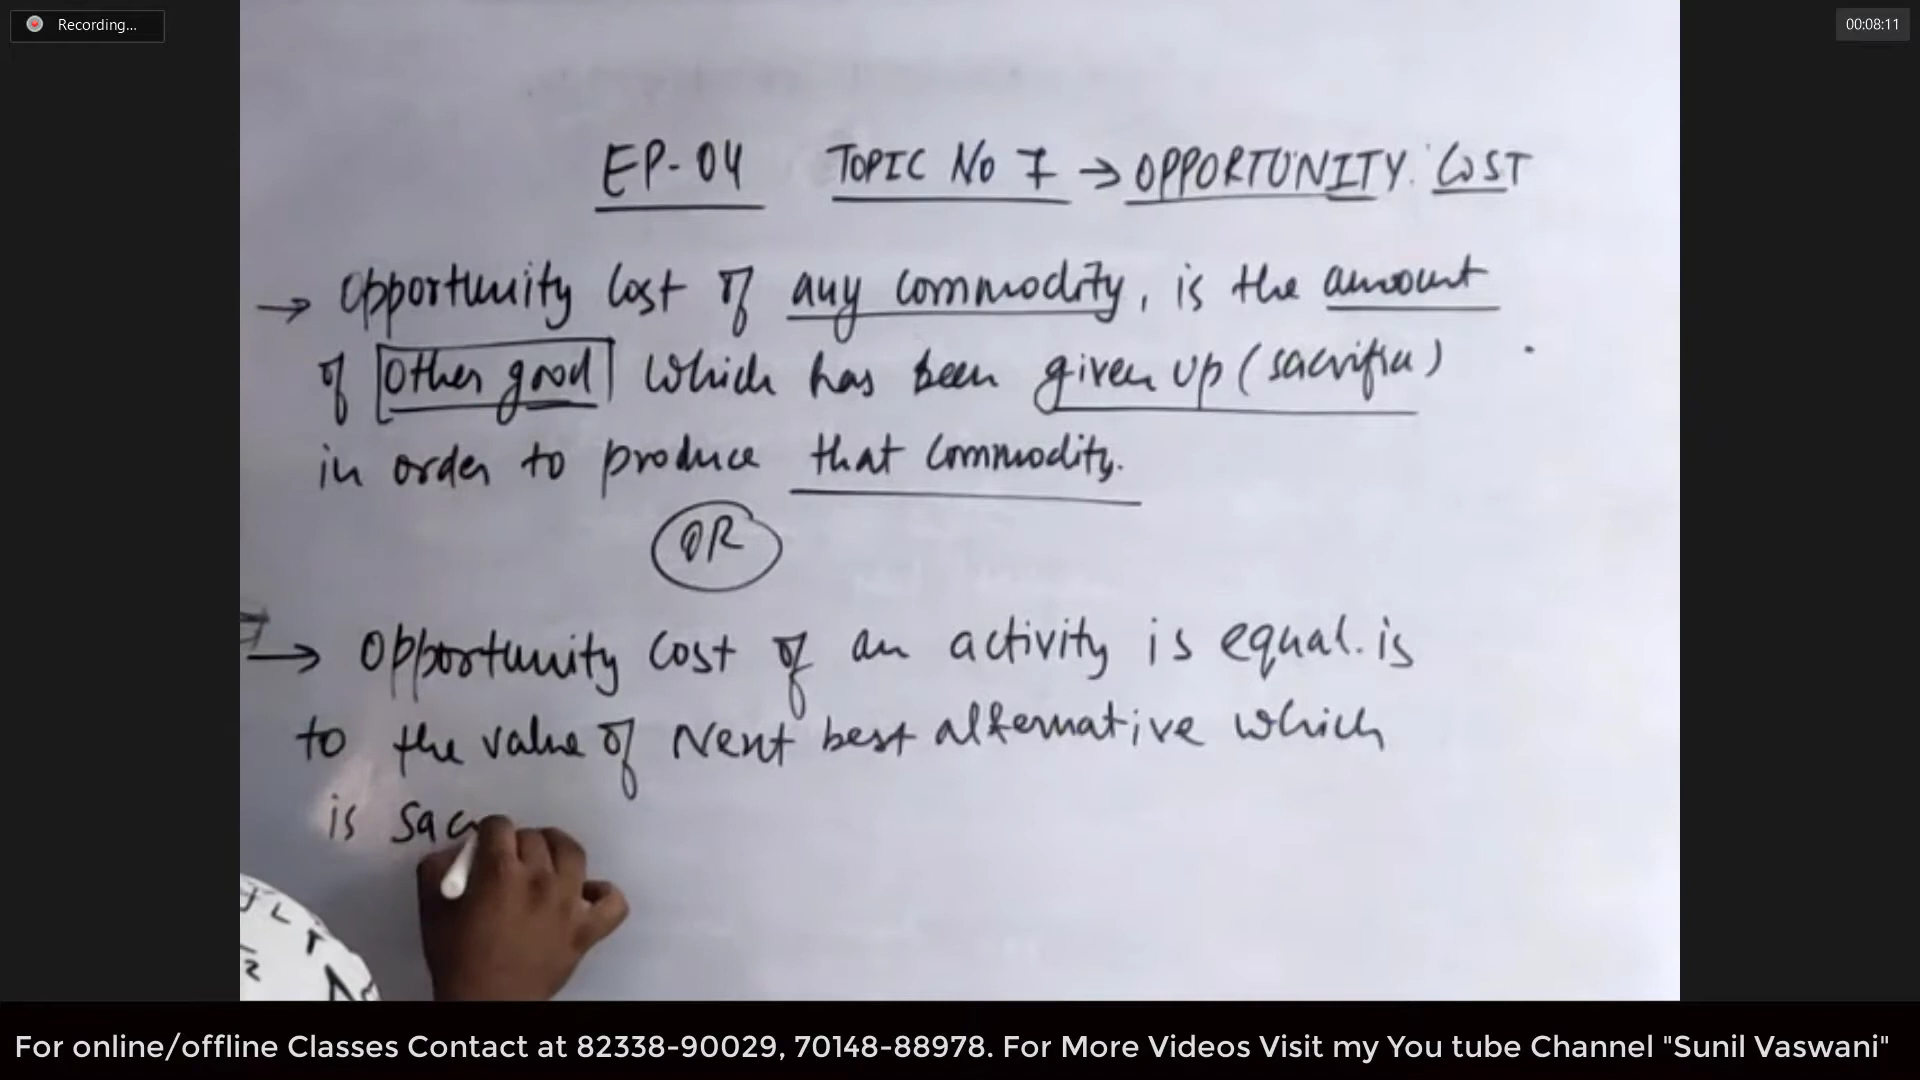 Recording...
00:08:11
EP-04 TOPIC No 7 → OPPORTUNITY COST
→ Opportunity Cost of any commodity, is the amount
of Other good which has been given up (sacrifice)
in order to produce that commodity.
OR
→ Opportunity Cost of an activity is equal is
to the value of Next best alternative which
is sac
For online/offline Classes Contact at 82338-90029, 70148-88978. For More Videos Visit my You tube Channel "Sunil Vaswani"